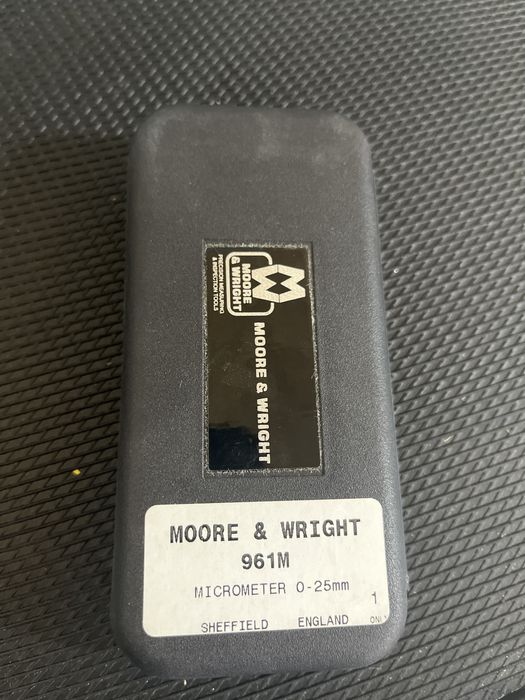 MOORE
& WRIGHT
PRECISION MEASURING
& INSPECTION TOOLS
MOORE & WRIGHT
MOORE & WRIGHT
961M
MICROMETER 0-25mm
1
SHEFFIELD ENGLAND